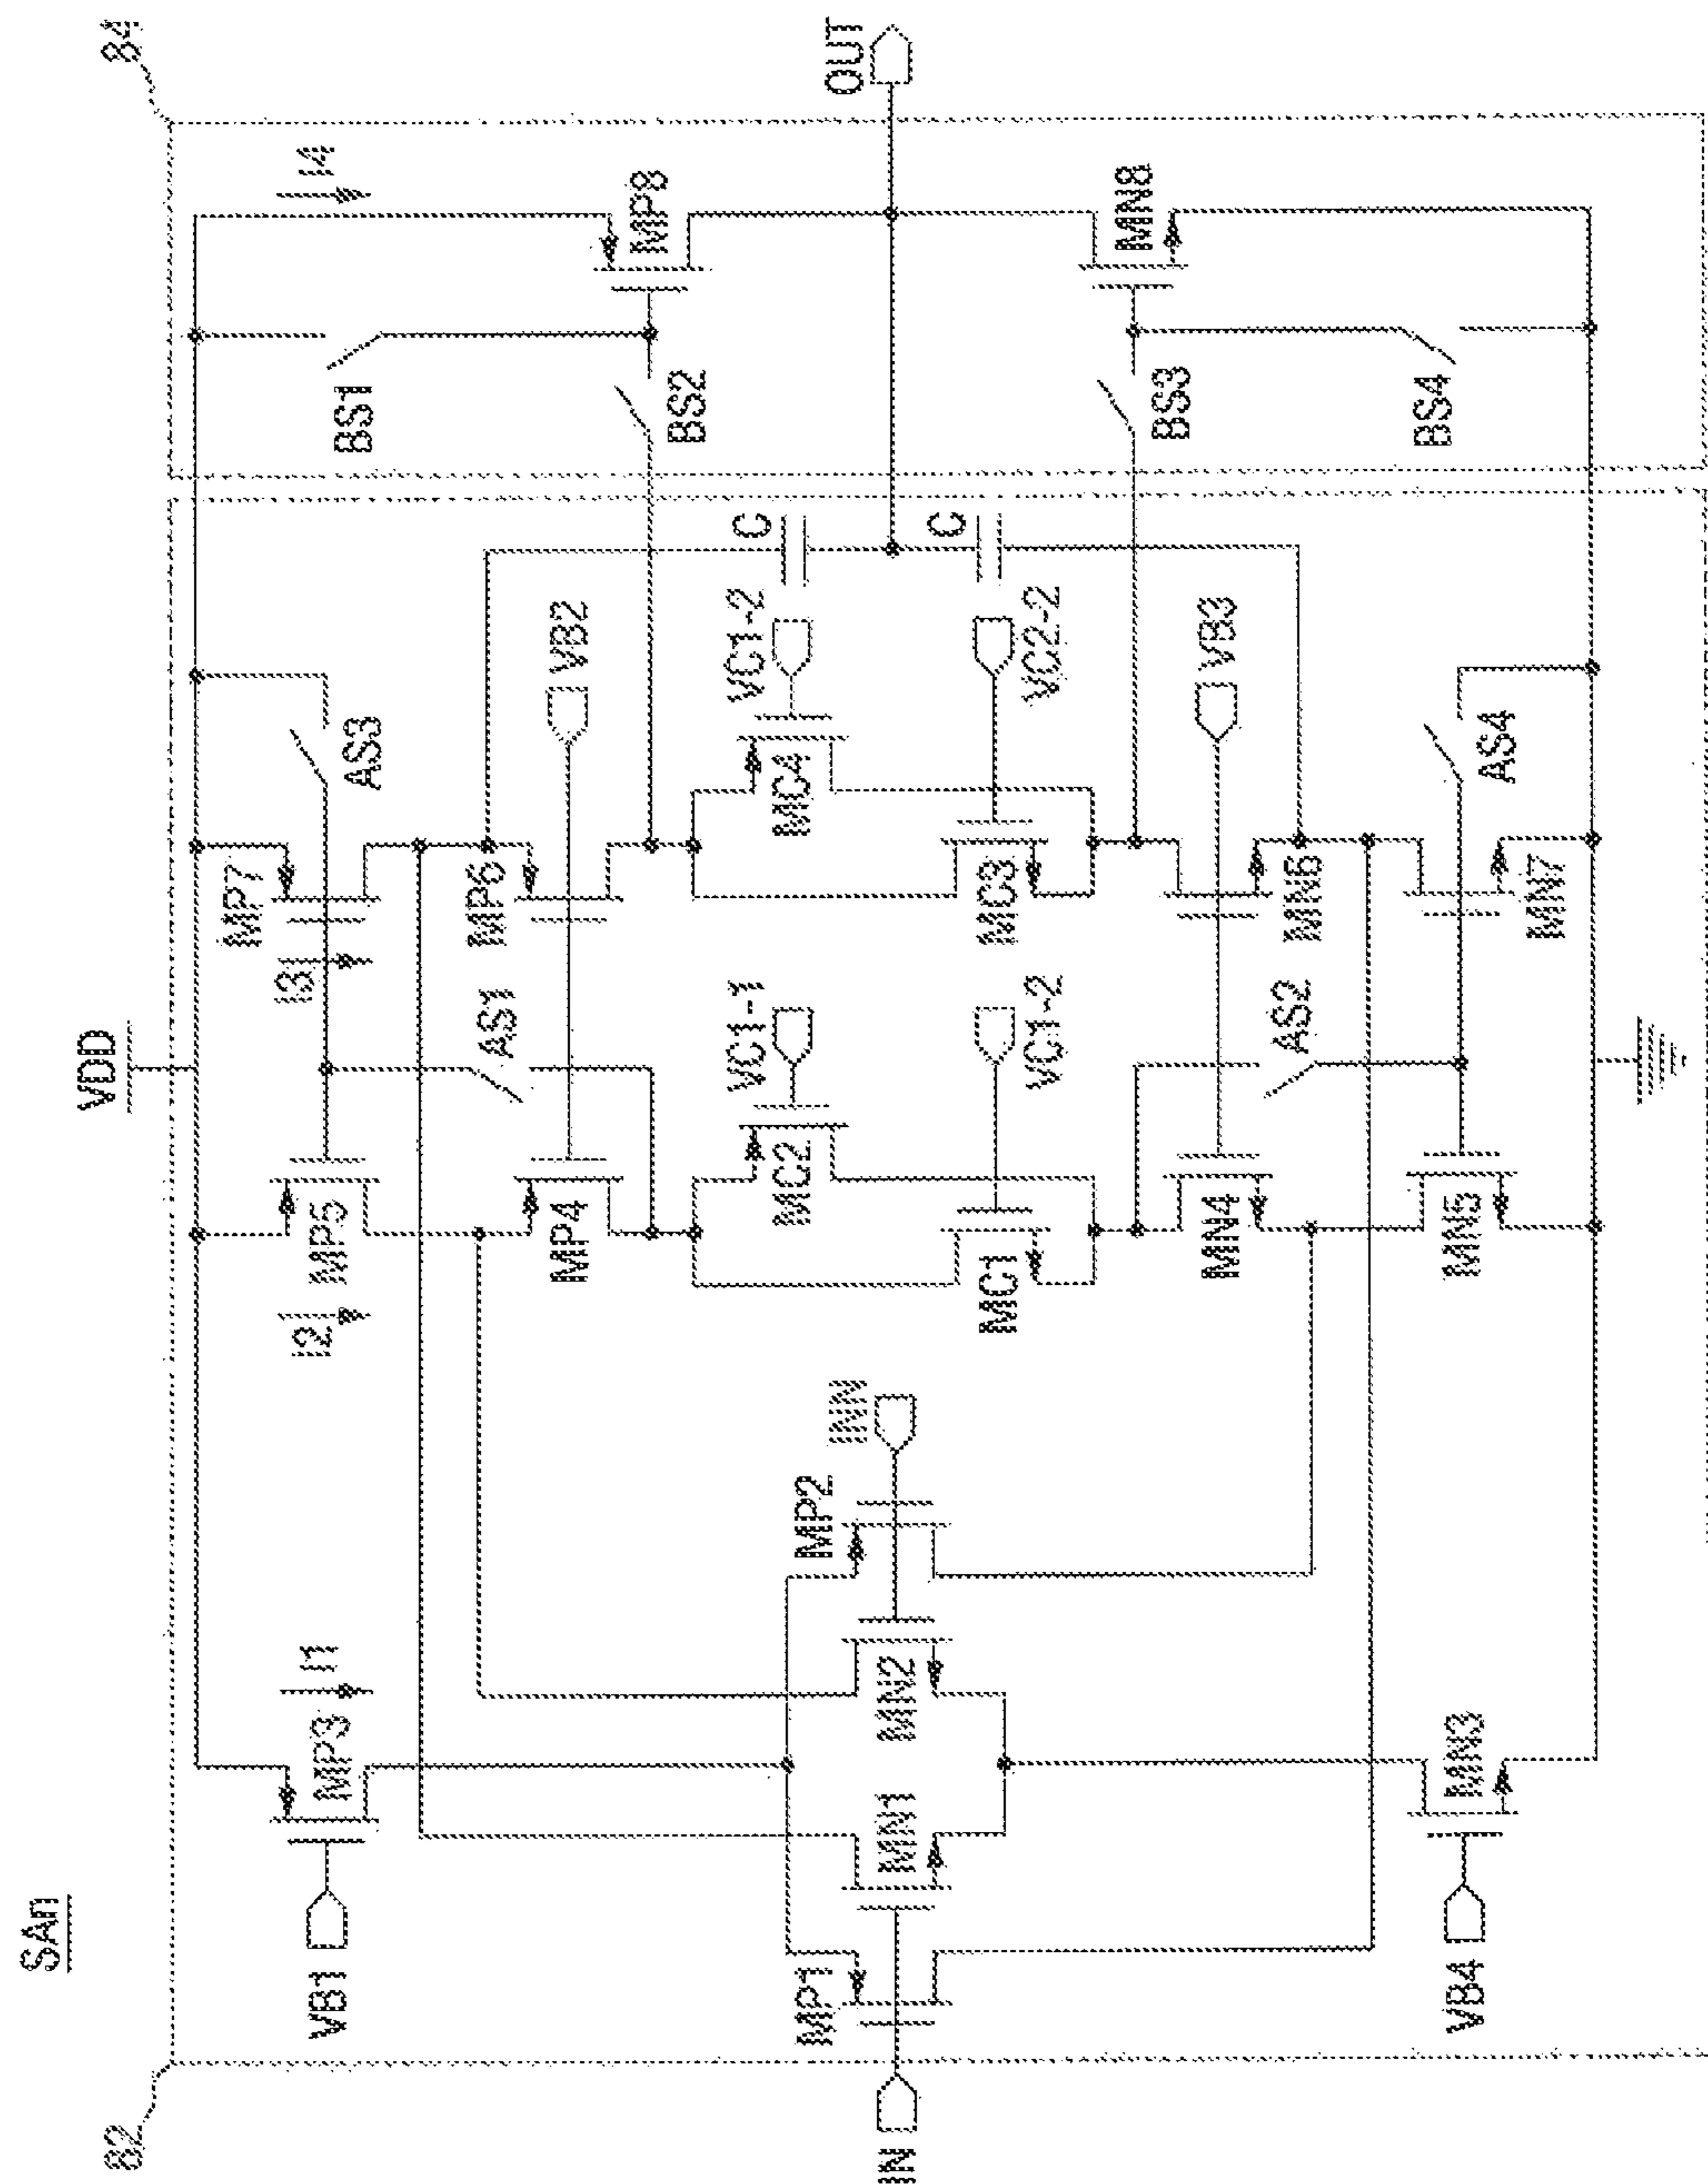 SAn
82
84
VDD
VB1
MP3
I1
I2
MP5
I3
MP7
AS3
I4
BS1
MP8
AS1
MP4
MP6
VB2
BS2
IN
MP1
MN1
MN2
MP2
INN
MC2
VC1-1
MC4
VC1-2
C
OUT
MC1
VC1-2
MC3
VC2-2
C
MN8
BS3
MN4
AS2
MN6
VB3
BS4
VB4
MN3
MN5
MN7
AS4